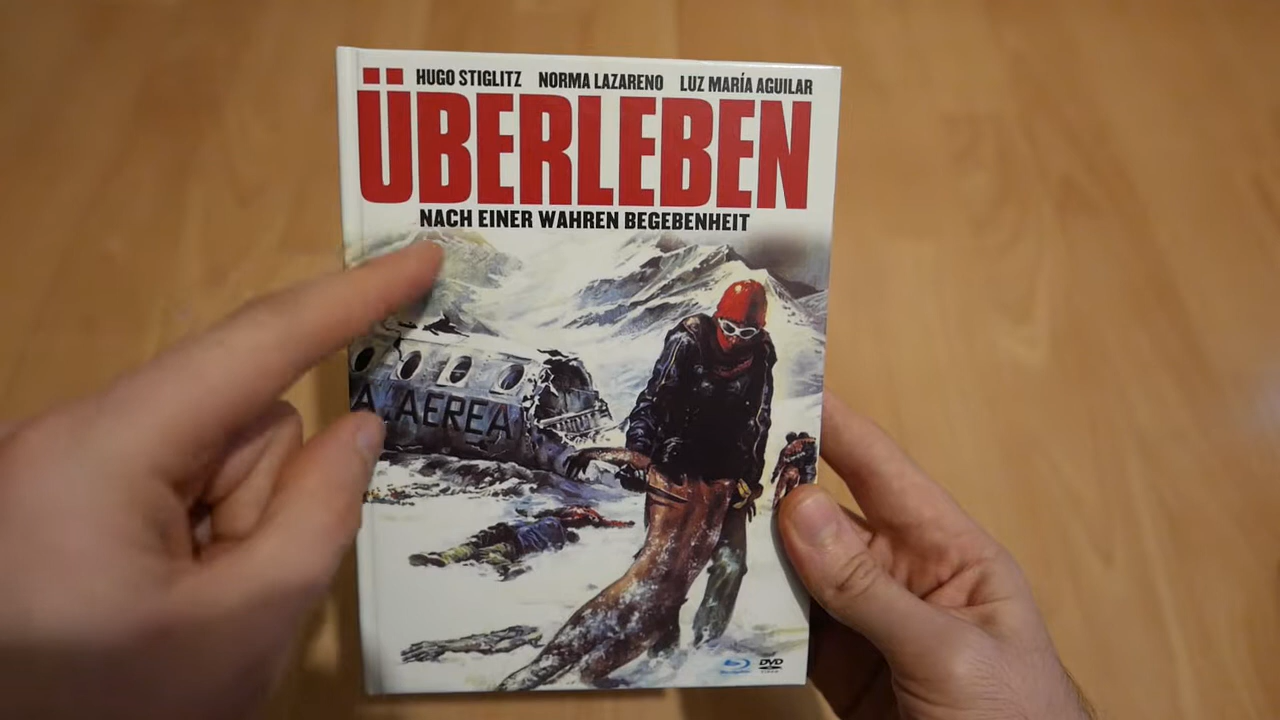 HUGO STIGLITZ NORMA LAZARENO LUZ MARÍA AGUILAR
ÜBERLEBEN
NACH EINER WAHREN BEGEBENHEIT
A. AEREA
DVD